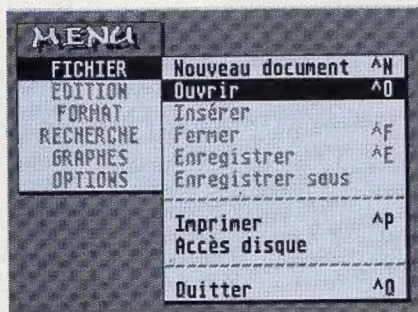 MENU
FICHIER
EDITION
FORMAT
RECHERCHE
GRAPHES
OPTIONS
Nouveau document ^N
Ouvrir ^O
Insérer
Fermer ^F
Enregistrer ^E
Enregistrer sous
Imprimer ^P
Accès disque
Quitter ^Q